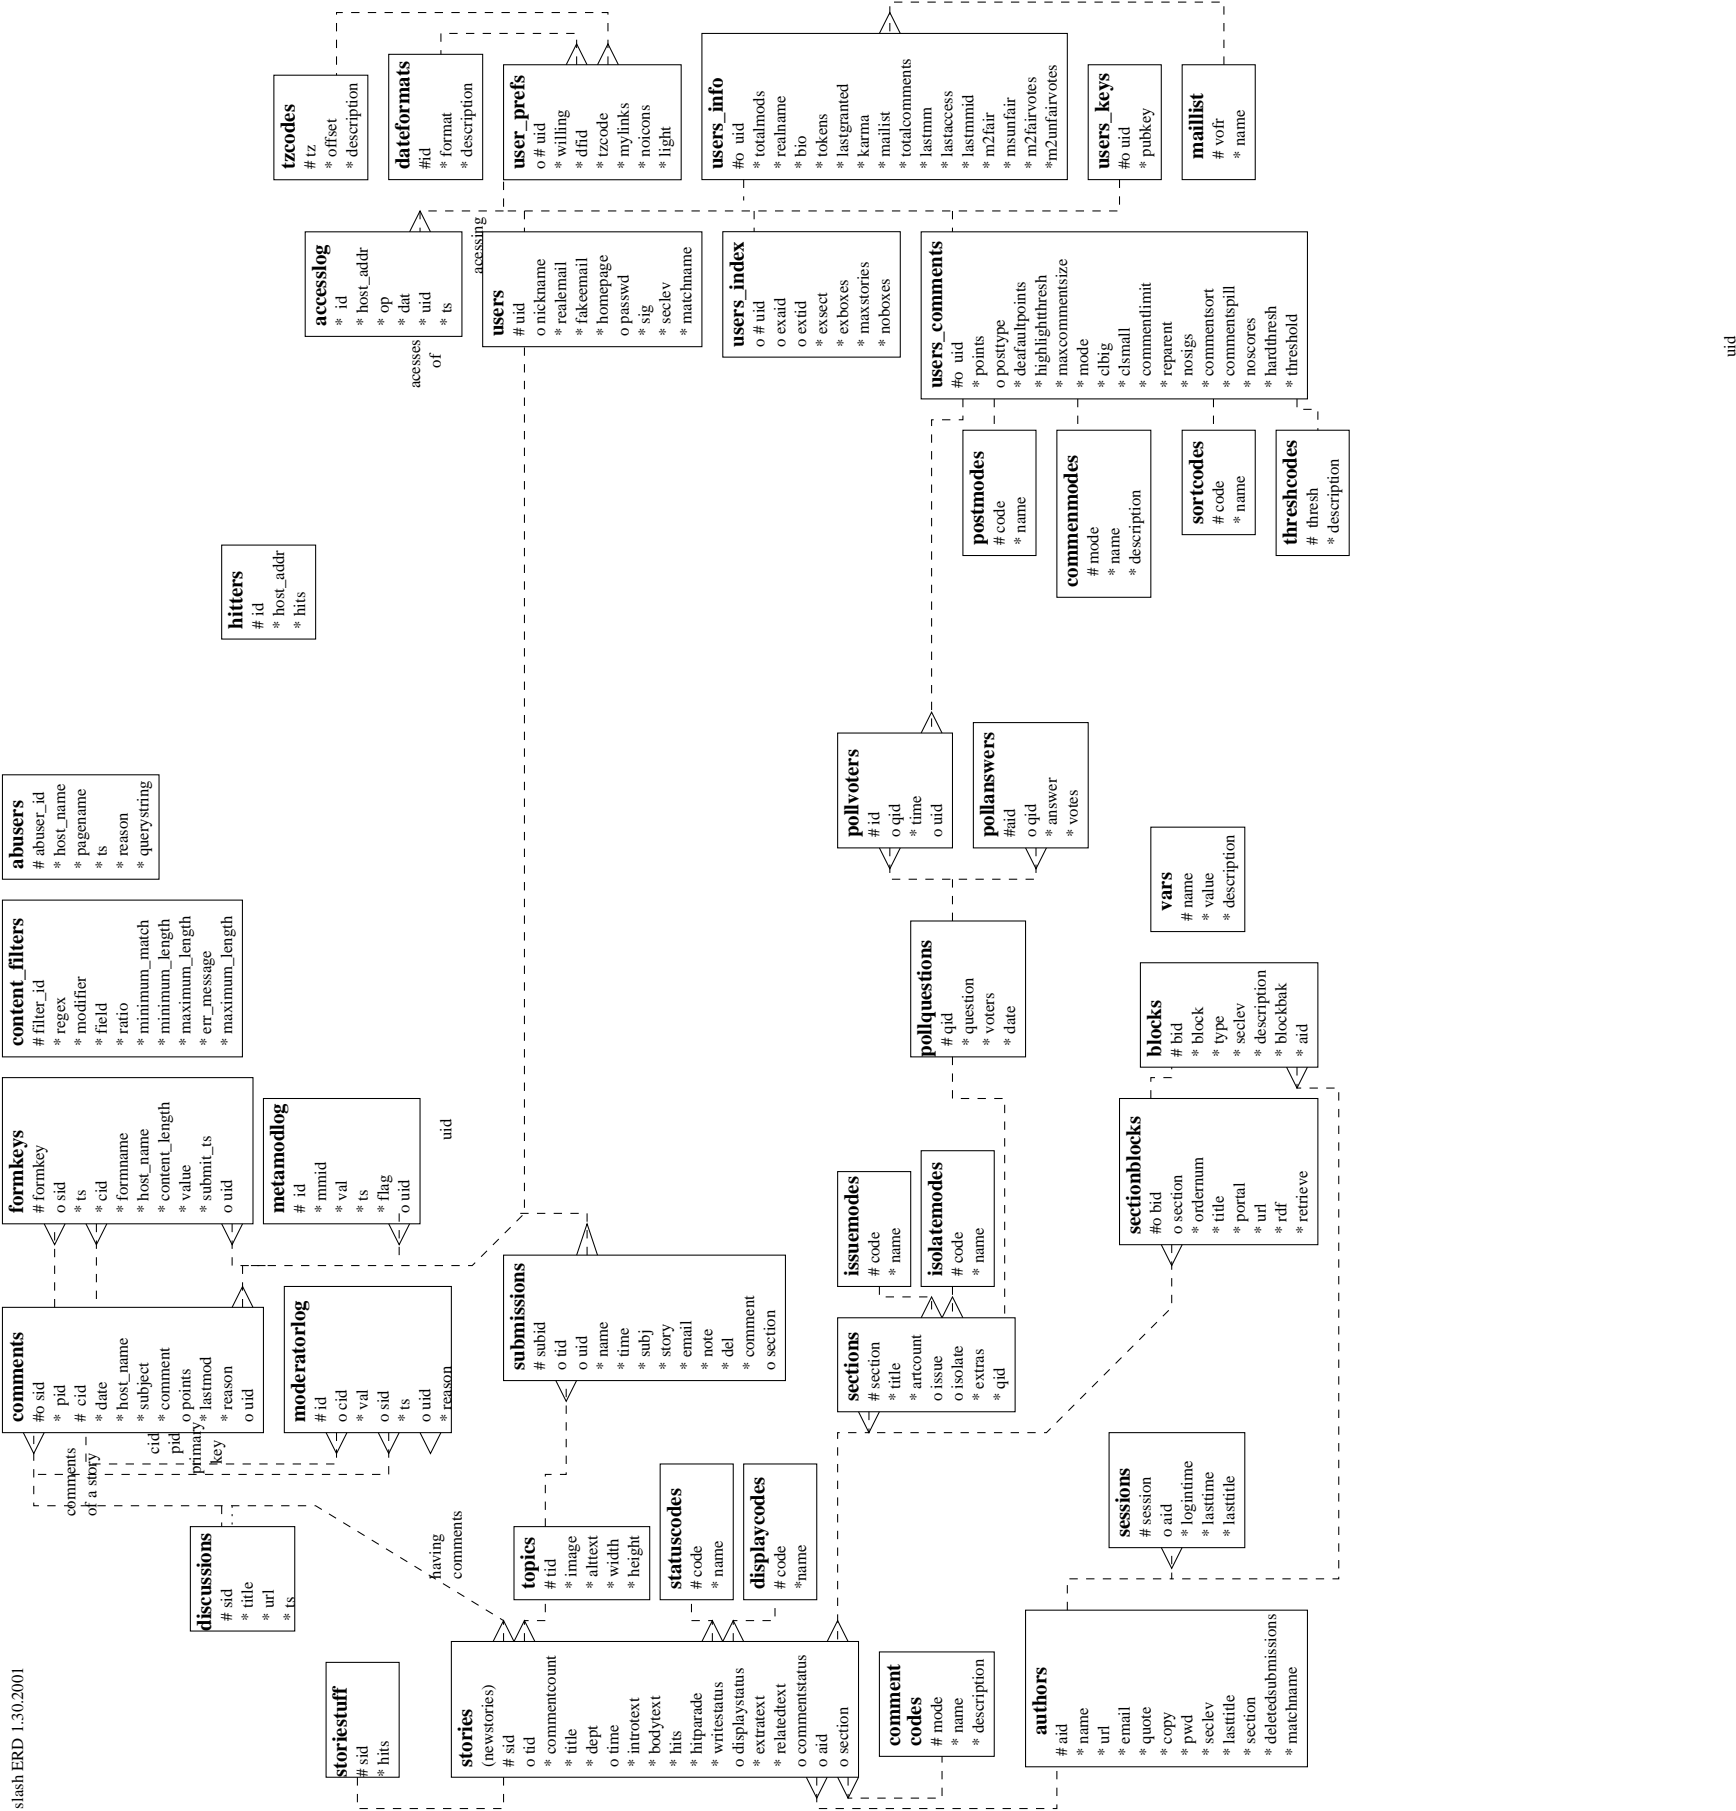 slash ERD 1.30.2001
comments
#o sid
* pid
# cid
* date
* host_name
* subject
* comment
o points
* lastmod
* reason
o uid
formkeys
# formkey
o sid
* ts
* cid
* formname
* host_name
* content_length
* value
* submit_ts
o uid
content_filters
# filter_id
* regex
* modifier
* field
* ratio
* minimum_match
* minimum_length
* maximum_length
* err_message
* maximum_length
abusers
# abuser_id
* host_name
* pagename
* ts
* reason
* querystring
comments
of a story
cid
pid
primary
key
discussions
# sid
* title
* url
* ts
hitters
# id
* host_addr
* hits
moderatorlog
# id
o cid
* val
o sid
* ts
o uid
* reason
metamodlog
# id
* mmid
* val
* ts
* flag
o uid
uid
tzcodes
# tz
* offset
* description
accesslog
* id
* host_addr
* op
* dat
* uid
* ts
acesses
of
dateformats
#id
* format
* description
storiestuff
# sid
* hits
having
comments
stories
(newstories)
# sid
o tid
* commentcount
* title
* dept
o time
* introtext
* bodytext
* hits
* hitparade
* writestatus
o displaystatus
* extratext
* relatedtext
o commentstatus
o aid
o section
topics
# tid
* image
* alttext
* width
* height
submissions
# subid
o tid
o uid
* name
* time
* subj
* story
* email
* note
* del
* comment
o section
acessing
users
# uid
o nickname
* realemail
* fakeemail
* homepage
o passwd
* sig
* seclev
* matchname
user_prefs
o # uid
* willing
* dfid
* tzcode
* mylinks
* noicons
* light
statuscodes
# code
* name
displaycodes
# code
*name
users_index
o # uid
o exaid
o extid
* exsect
* exboxes
* maxstories
* noboxes
users_info
#o uid
* totalmods
* realname
* bio
* tokens
* lastgranted
* karma
* mailist
* totalcomments
* lastmm
* lastaccess
* lastmmid
* m2fair
* msunfair
* m2fairvotes
*m2unfairvotes
sections
# section
* title
* artcount
o issue
o isolate
* extras
* qid
issuemodes
# code
* name
isolatemodes
# code
* name
pollvoters
# id
o qid
* time
o uid
comment
codes
# mode
* name
* description
pollquestions
# qid
* question
* voters
* date
pollanswers
#aid
o qid
* answer
* votes
users_comments
#o uid
* points
o posttype
* deafaultpoints
* highlightthresh
* maxcommentsize
* mode
* clbig
* clsmall
* commentlimit
* reparent
* nosigs
* commentsort
* commentspill
* noscores
* hardthresh
* threshold
postmodes
# code
* name
commenmodes
# mode
* name
* description
sortcodes
# code
* name
threshcodes
# thresh
* description
users_keys
#o uid
* pubkey
maillist
# vofr
* name
authors
# aid
* name
* url
* email
* quote
* copy
* pwd
* seclev
* lasttitle
* section
* deletedsubmissions
* matchname
sessions
# session
o aid
* logintime
* lasttime
* lasttitle
sectionblocks
#o bid
o section
* ordernum
* title
* portal
* url
* rdf
* retrieve
blocks
# bid
* block
* type
* seclev
* description
* blockbak
* aid
vars
# name
* value
* description
uid